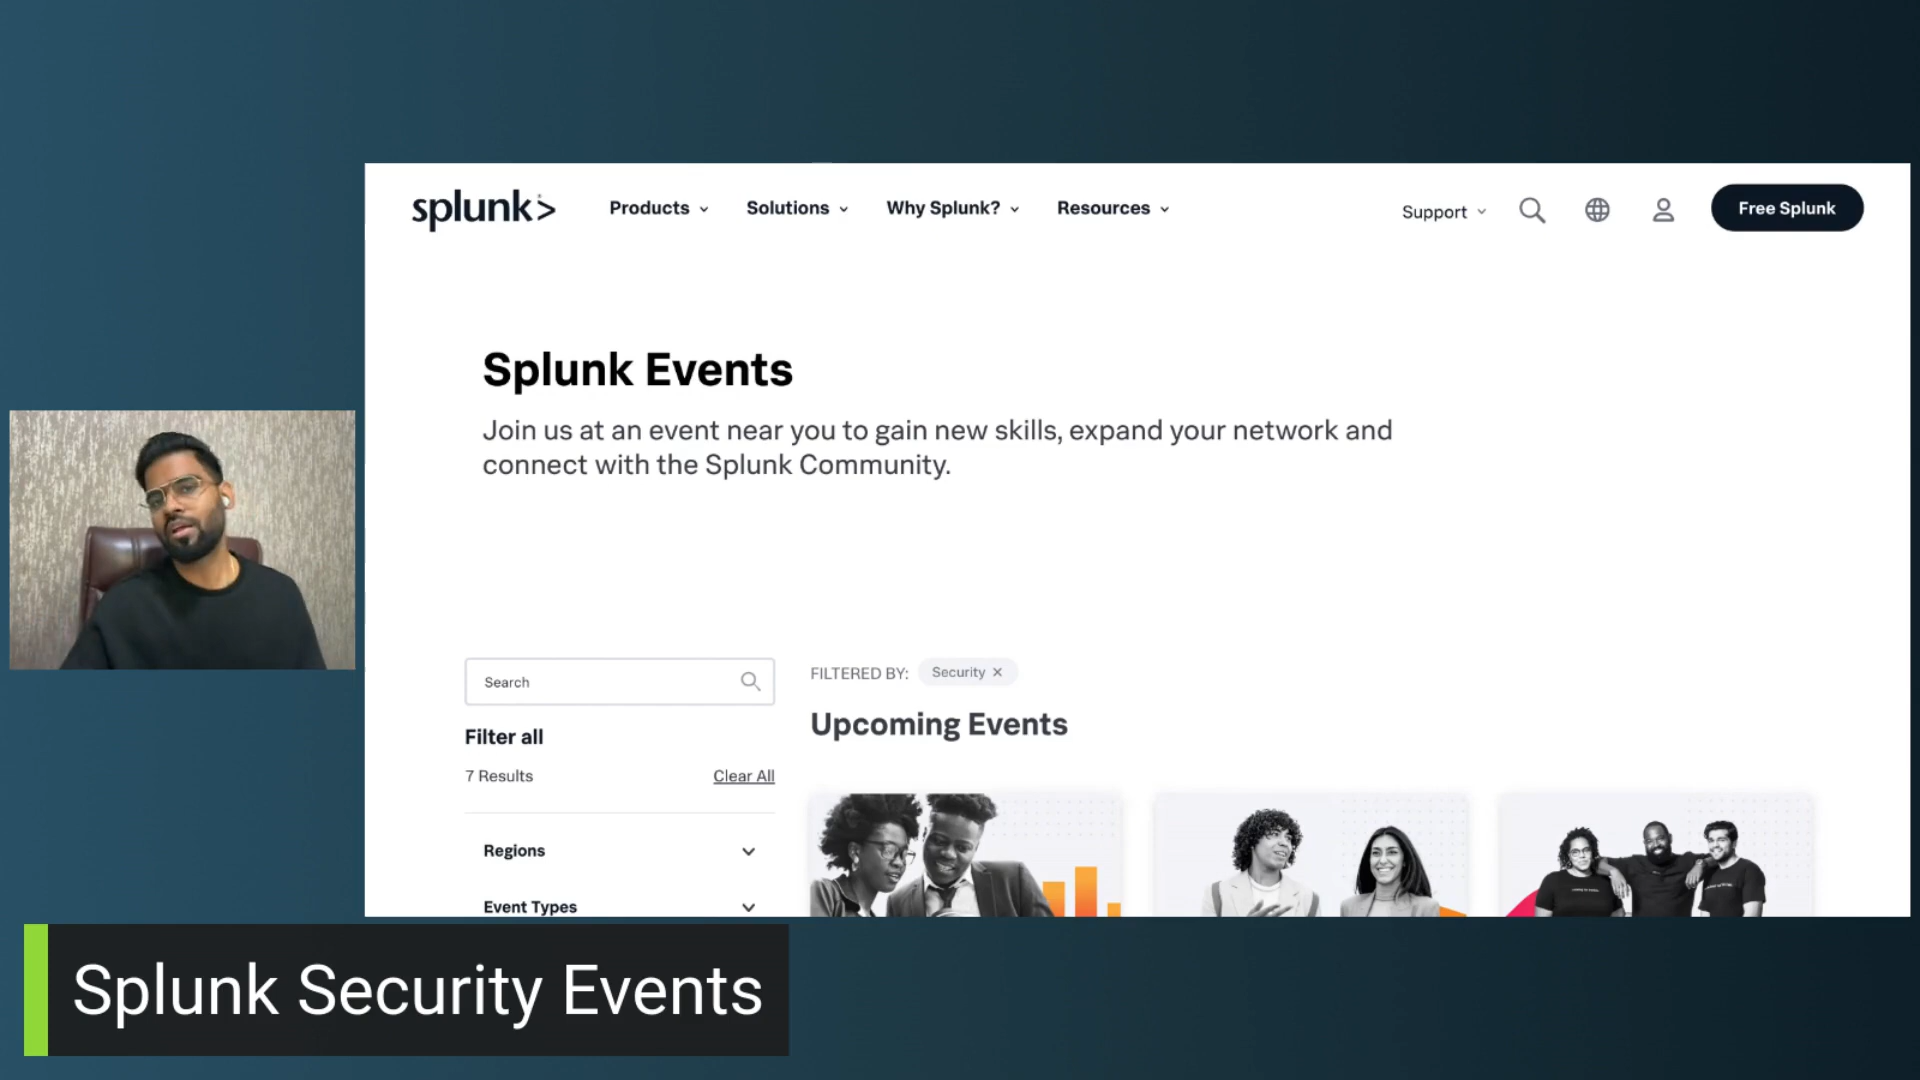 splunk>
Products
Solutions
Why Splunk?
Resources
Support
Free Splunk
Splunk Events
Join us at an event near you to gain new skills, expand your network and
connect with the Splunk Community.
Search
FILTERED BY:
Security ×
Filter all
Upcoming Events
7 Results
Clear All
Regions
Event Types
Splunk Security Events